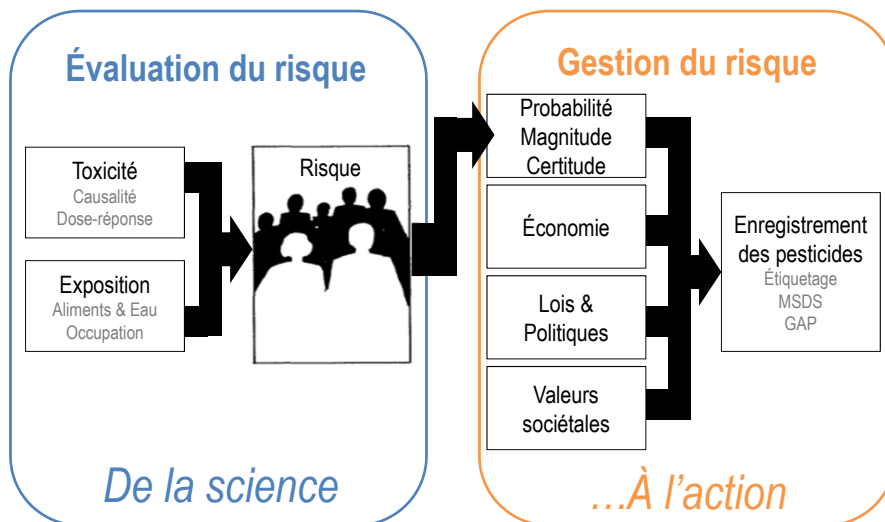 Évaluation du risque
Toxicité
Causalité
Dose-réponse
Exposition
Aliments & Eau
Occupation
Risque
De la science
Gestion du risque
Probabilité
Magnitude
Certitude
Économie
Lois &
Politiques
Valeurs
sociétales
Enregistrement
des pesticides
Étiquetage
MSDS
GAP
…À l’action